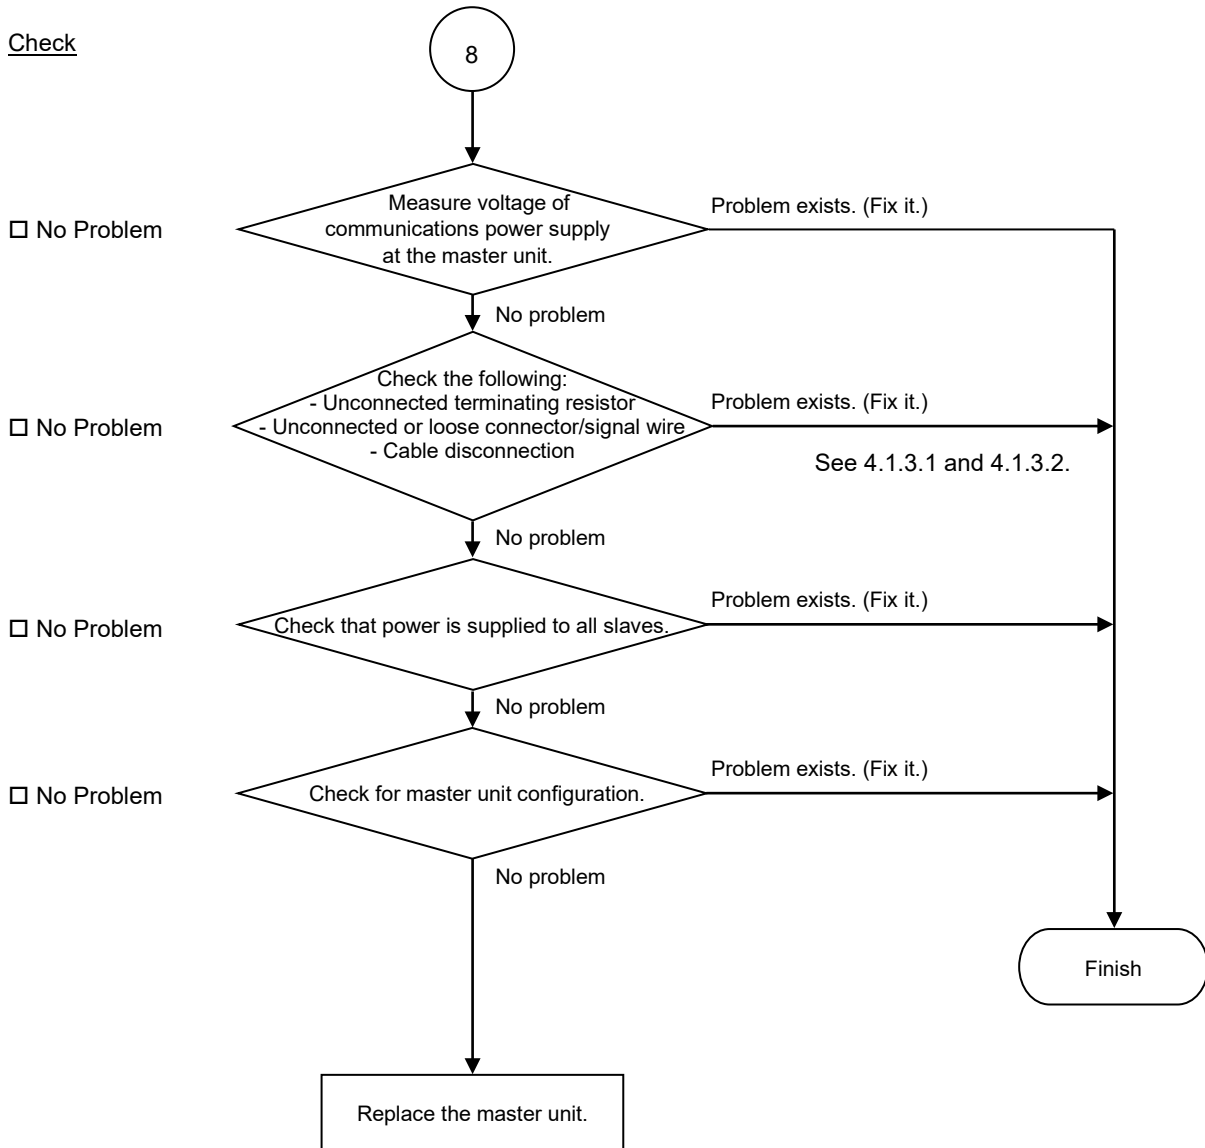 Check
8
Measure voltage of
communications power supply
at the master unit.
Problem exists. (Fix it.)
□ No Problem
No problem
Check the following:
- Unconnected terminating resistor
- Unconnected or loose connector/signal wire
- Cable disconnection
Problem exists. (Fix it.)
□ No Problem
See 4.1.3.1 and 4.1.3.2.
No problem
Check that power is supplied to all slaves.
Problem exists. (Fix it.)
□ No Problem
No problem
Check for master unit configuration.
Problem exists. (Fix it.)
□ No Problem
No problem
Finish
Replace the master unit.